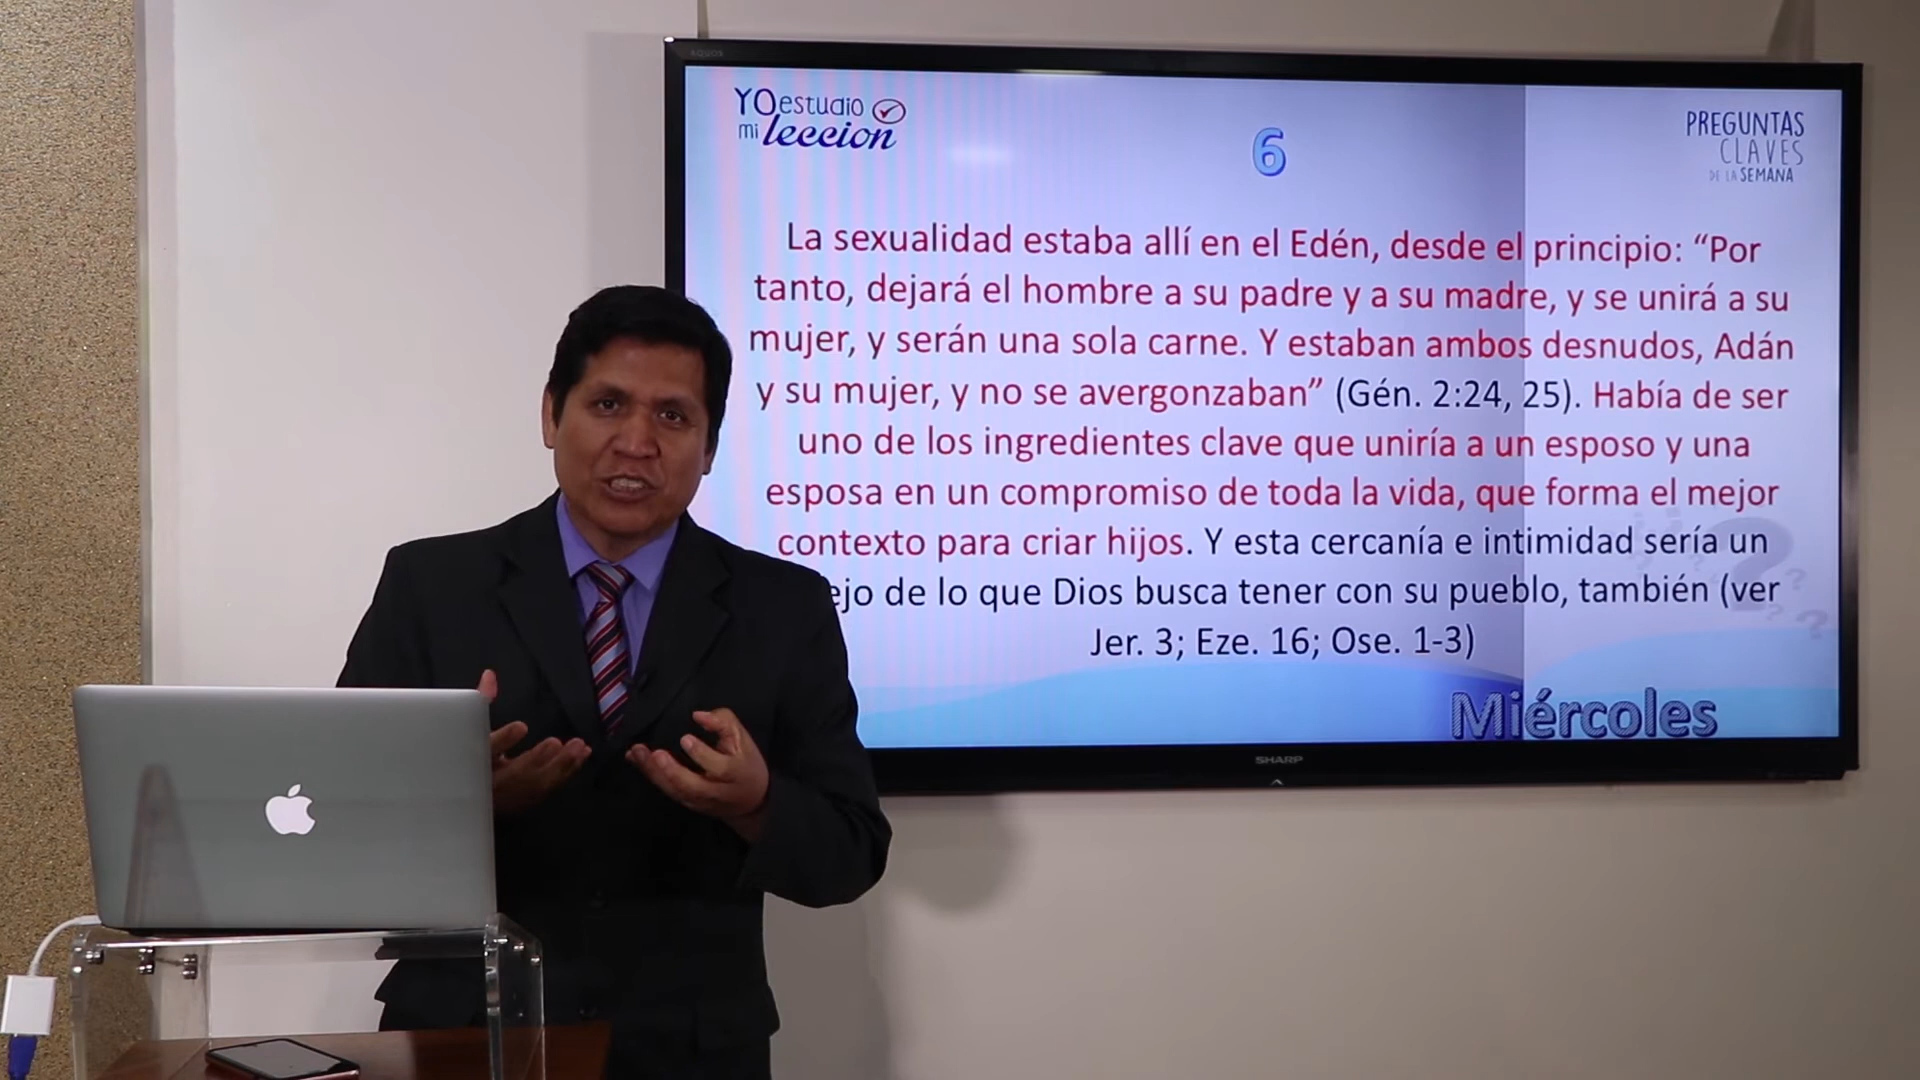 AQUOS
YO estudio
mi leccion
6
PREGUNTAS
CLAVES
DE LA SEMANA
La sexualidad estaba allí en el Edén, desde el principio: “Por
tanto, dejará el hombre a su padre y a su madre, y se unirá a su
mujer, y serán una sola carne. Y estaban ambos desnudos, Adán
y su mujer, y no se avergonzaban” (Gén. 2:24, 25). Había de ser
uno de los ingredientes clave que uniría a un esposo y una
esposa en un compromiso de toda la vida, que forma el mejor
contexto para criar hijos. Y esta cercanía e intimidad sería un
ejo de lo que Dios busca tener con su pueblo, también (ver
Jer. 3; Eze. 16; Ose. 1-3)
Miércoles
SHARP